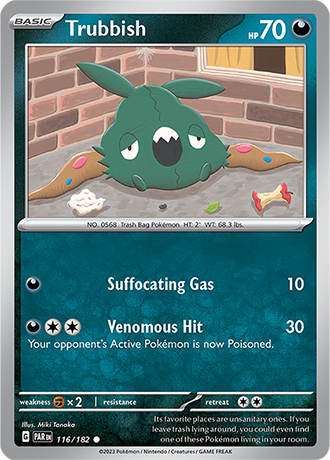 BASIC
Trubbish
HP 70
NO. 0568 Trash Bag Pokémon HT: 2' WT: 68.3 lbs.
Suffocating Gas 10
Venomous Hit 30
Your opponent's Active Pokémon is now Poisoned.
weakness ×2 resistance retreat
Illus. Miki Tanaka
G PAR EN 116/182
Its favorite places are unsanitary ones. If you
leave trash lying around, you could even find
one of these Pokémon living in your room.
©2023 Pokémon / Nintendo / Creatures / GAME FREAK